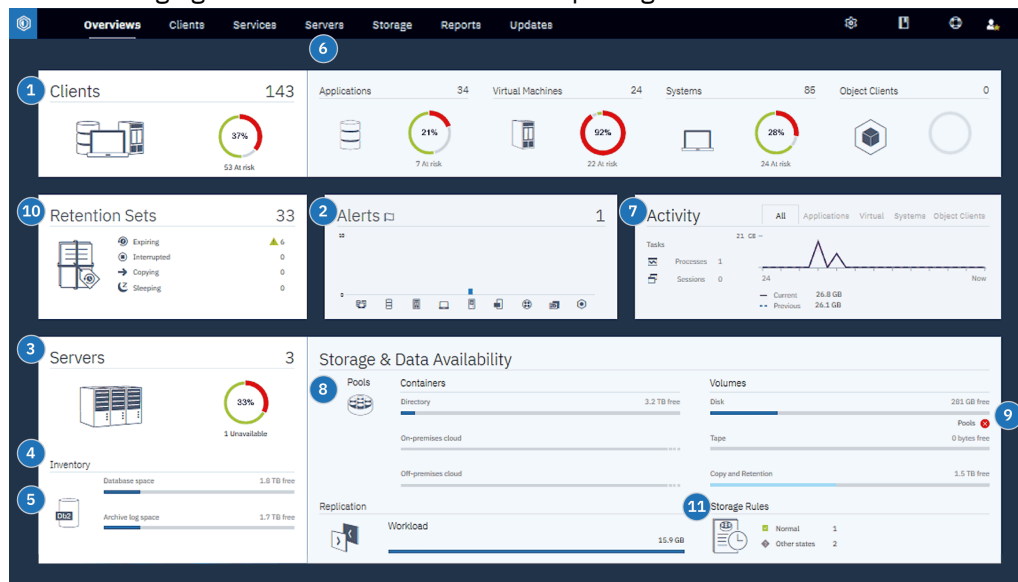 Overviews Clients Services Servers Storage Reports Updates
6
1 Clients 143
37%
53 At risk
Applications 34
21%
7 At risk
Virtual Machines 24
92%
22 At risk
Systems 85
28%
24 At risk
Object Clients 0
10 Retention Sets 33
Expiring 6
Interrupted 0
Copying 0
Sleeping 0
2 Alerts 1
10
0
7 Activity
All Applications Virtual Systems Object Clients
Tasks
Processes 1
Sessions 0
21 GB
24 Now
Current 26.8 GB
Previous 26.1 GB
3 Servers 3
33%
1 Unavailable
4
Inventory
Database space 1.8 TB free
5
Db2
Archive log space 1.7 TB free
Storage & Data Availability
8
Pools
Containers
Directory 3.2 TB free
On-premises cloud
Off-premises cloud
Volumes
Disk 281 GB free
Pools
9
Tape 0 bytes free
Copy and Retention 1.5 TB free
Replication
Workload
15.9 GB
11 Storage Rules
Normal 1
Other states 2